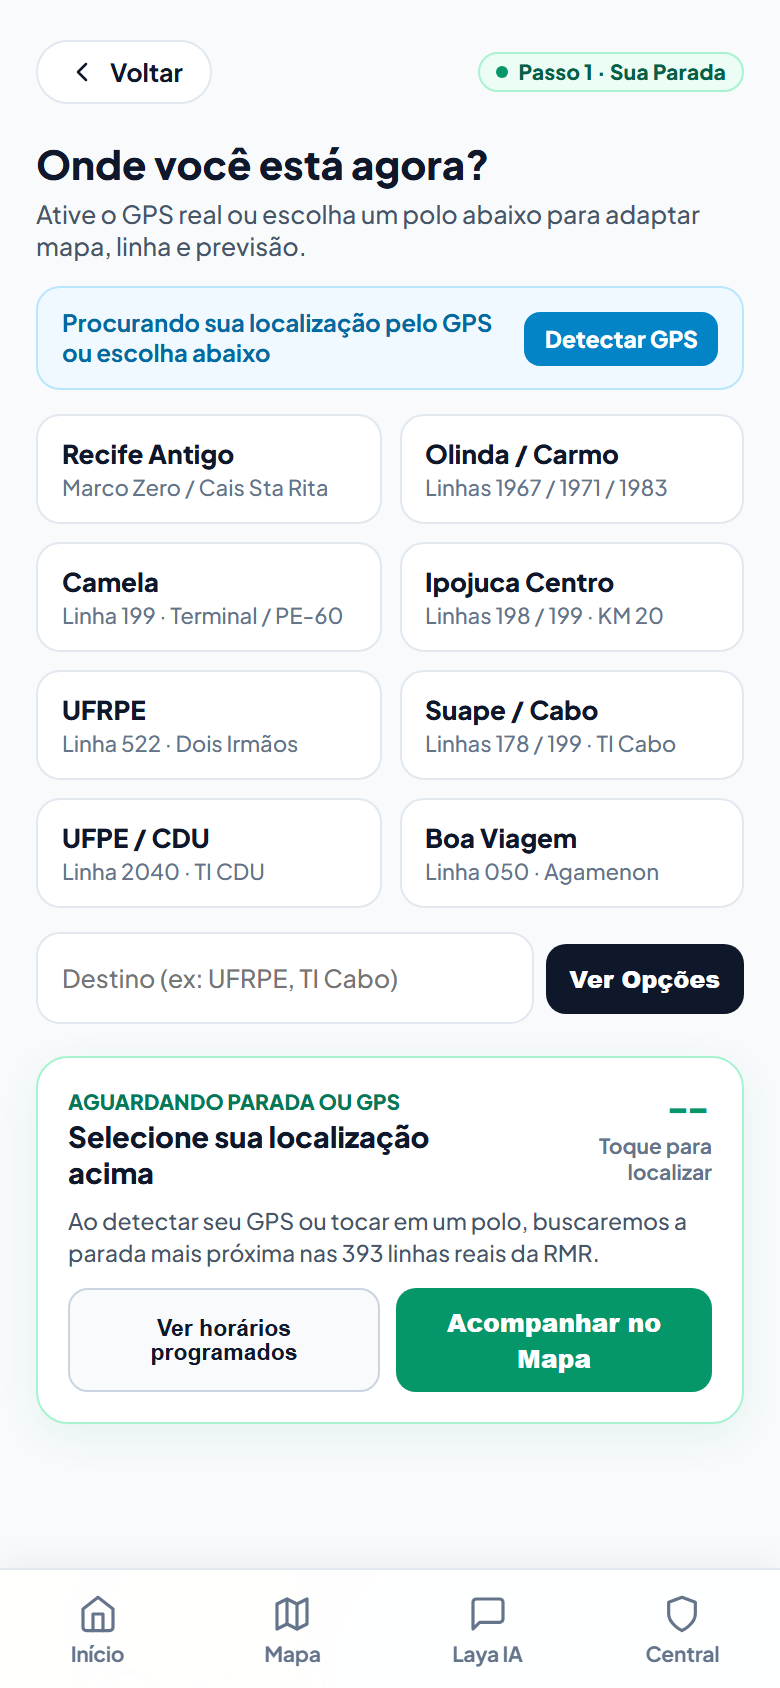 Voltar
Passo 1 · Sua Parada
Onde você está agora?
Ative o GPS real ou escolha um polo abaixo para adaptar
mapa, linha e previsão.
Procurando sua localização pelo GPS
ou escolha abaixo
Detectar GPS
Recife Antigo
Marco Zero / Cais Sta Rita
Olinda / Carmo
Linhas 1967 / 1971 / 1983
Camela
Linha 199 · Terminal / PE-60
Ipojuca Centro
Linhas 198 / 199 · KM 20
UFRPE
Linha 522 · Dois Irmãos
Suape / Cabo
Linhas 178 / 199 · TI Cabo
UFPE / CDU
Linha 2040 · TI CDU
Boa Viagem
Linha 050 · Agamenon
Destino (ex: UFRPE, TI Cabo)
Ver Opções
AGUARDANDO PARADA OU GPS
Selecione sua localização
acima
--
Toque para
localizar
Ao detectar seu GPS ou tocar em um polo, buscaremos a
parada mais próxima nas 393 linhas reais da RMR.
Ver horários
programados
Acompanhar no
Mapa
Início
Mapa
Laya IA
Central